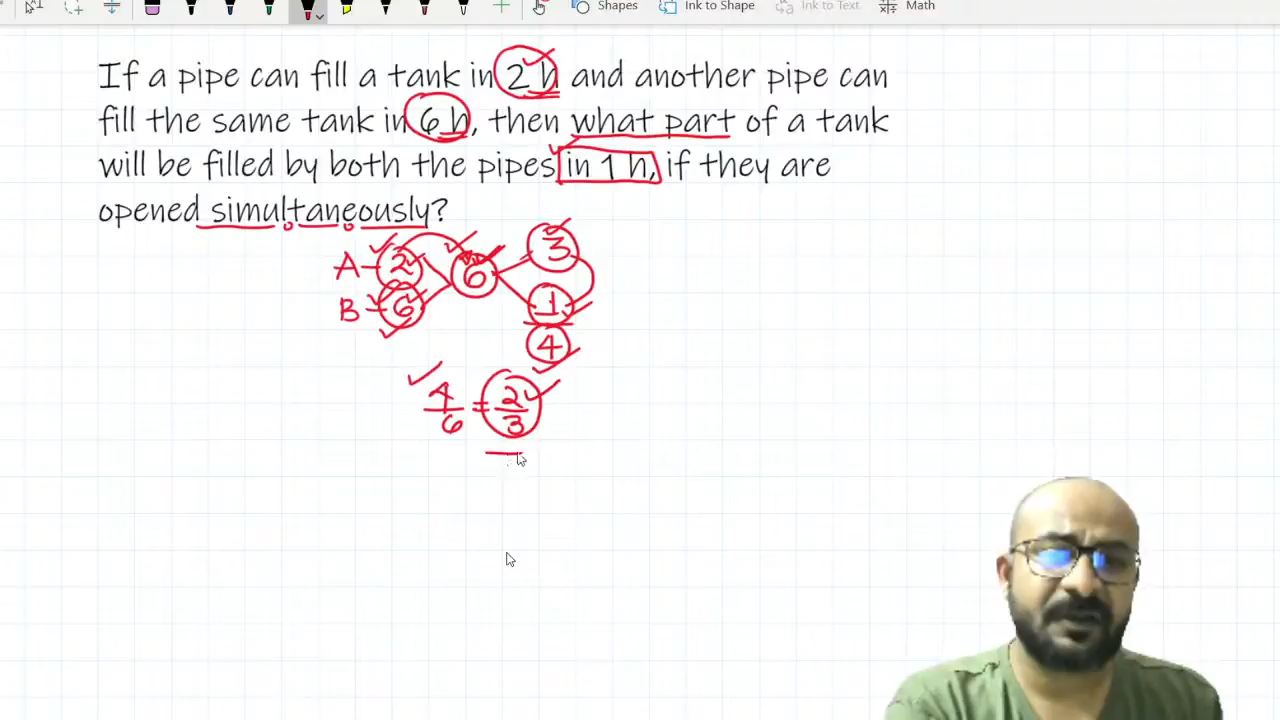 Shapes Ink to Shape Ink to Text Math
If a pipe can fill a tank in 2 h and another pipe can
fill the same tank in 6 h, then what part of a tank
will be filled by both the pipes in 1 h, if they are
opened simultaneously?
A - 2 6 3
B - 6 1
4
4/6 = 2/3